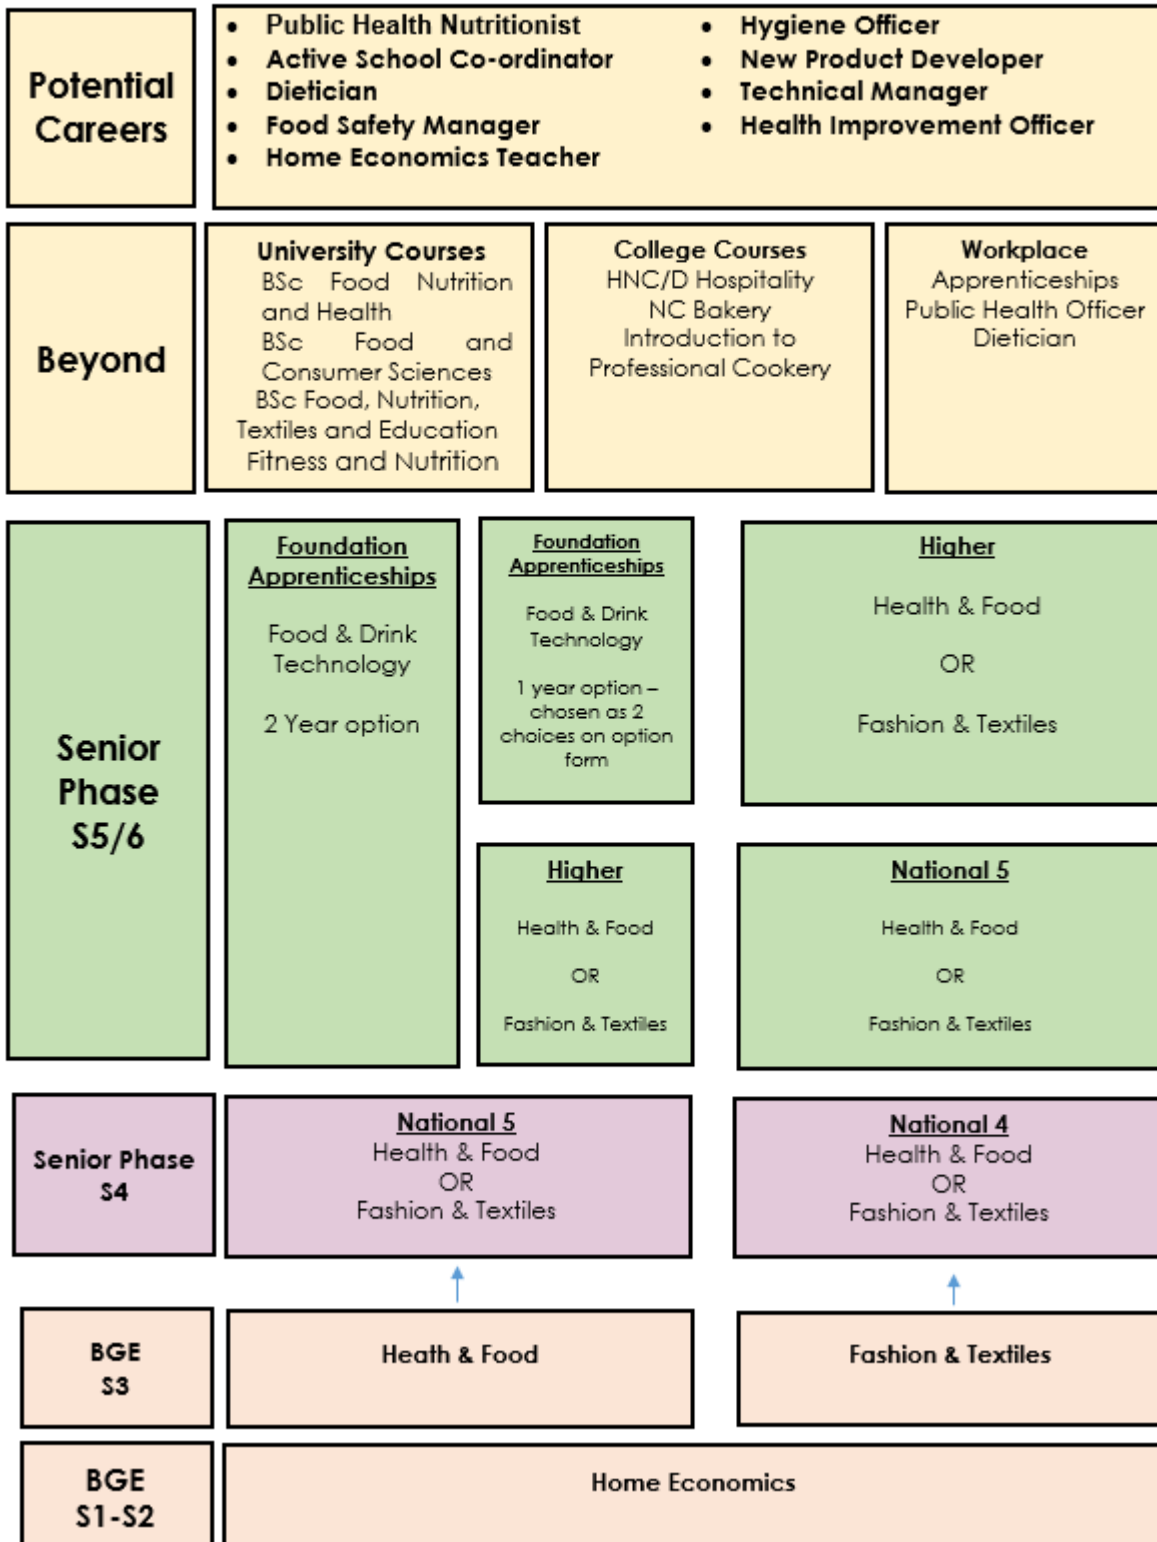 Potential
Careers
• Public Health Nutritionist
• Active School Co-ordinator
• Dietician
• Food Safety Manager
• Home Economics Teacher
• Hygiene Officer
• New Product Developer
• Technical Manager
• Health Improvement Officer
Beyond
University Courses
BSc Food Nutrition
and Health
BSc Food and
Consumer Sciences
BSc Food, Nutrition,
Textiles and Education
Fitness and Nutrition
College Courses
HNC/D Hospitality
NC Bakery
Introduction to
Professional Cookery
Workplace
Apprenticeships
Public Health Officer
Dietician
Senior
Phase
S5/6
Foundation
Apprenticeships
Food & Drink
Technology
2 Year option
Foundation
Apprenticeships
Food & Drink
Technology
1 year option –
chosen as 2
choices on option
form
Higher
Health & Food
OR
Fashion & Textiles
Higher
Health & Food
OR
Fashion & Textiles
National 5
Health & Food
OR
Fashion & Textiles
Senior Phase
S4
National 5
Health & Food
OR
Fashion & Textiles
National 4
Health & Food
OR
Fashion & Textiles
BGE
S3
Heath & Food
Fashion & Textiles
BGE
S1-S2
Home Economics